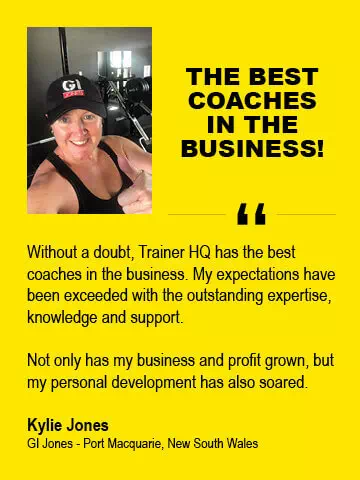 GI
JONES
THE BEST
COACHES
IN THE
BUSINESS!
“
Without a doubt, Trainer HQ has the best
coaches in the business. My expectations have
been exceeded with the outstanding expertise,
knowledge and support.
Not only has my business and profit grown, but
my personal development has also soared.
Kylie Jones
GI Jones - Port Macquarie, New South Wales